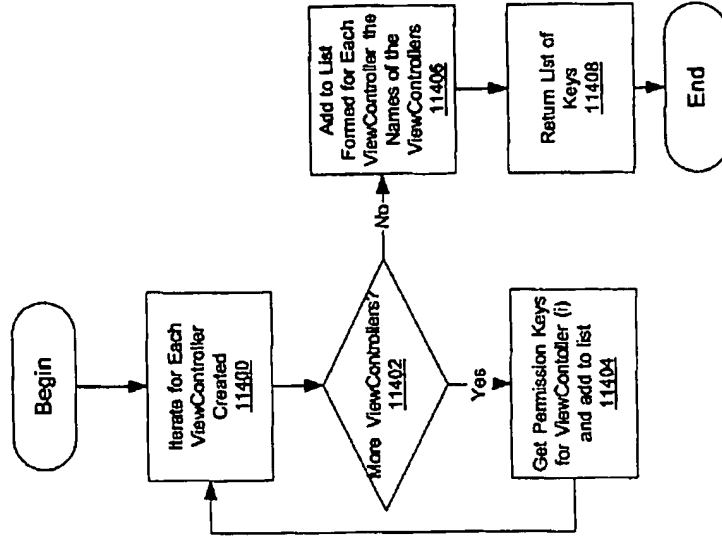 Begin
Iterate for Each
ViewController
Created
11400
More ViewControllers?
11402
Yes
Get Permission Keys
for ViewContoller (i)
and add to list
11404
No
Add to List
Formed for Each
ViewController the
Names of the
ViewControllers
11406
Return List of
Keys
11408
End